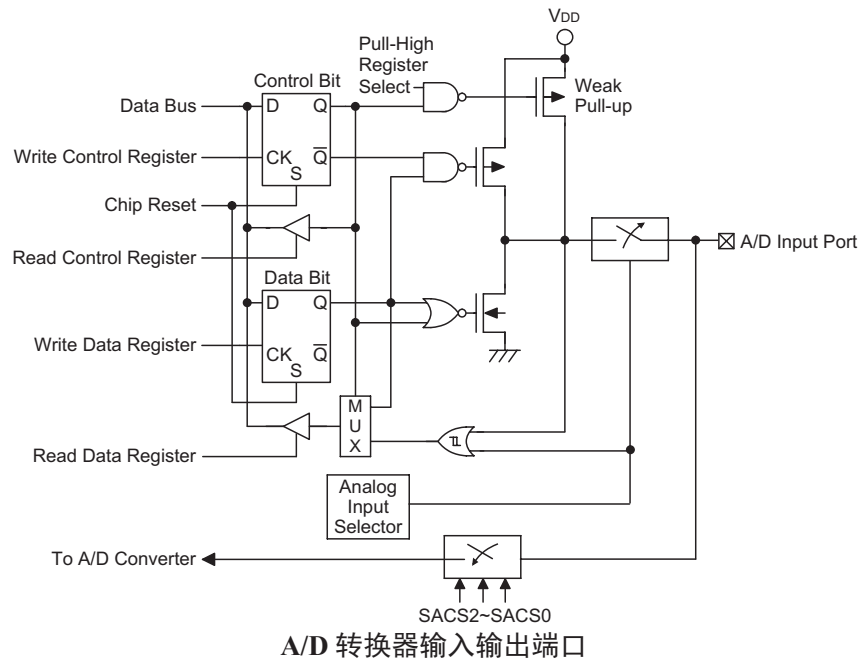 VDD
Pull-High
Register
Select
Control Bit
Weak
Pull-up
Data Bus
D
Q
Write Control Register
CK
Q
S
Chip Reset
Read Control Register
A/D Input Port
Data Bit
D
Q
Write Data Register
CK
Q
S
M
U
X
Read Data Register
Analog
Input
Selector
To A/D Converter
SACS2~SACS0
A/D 转换器输入输出端口